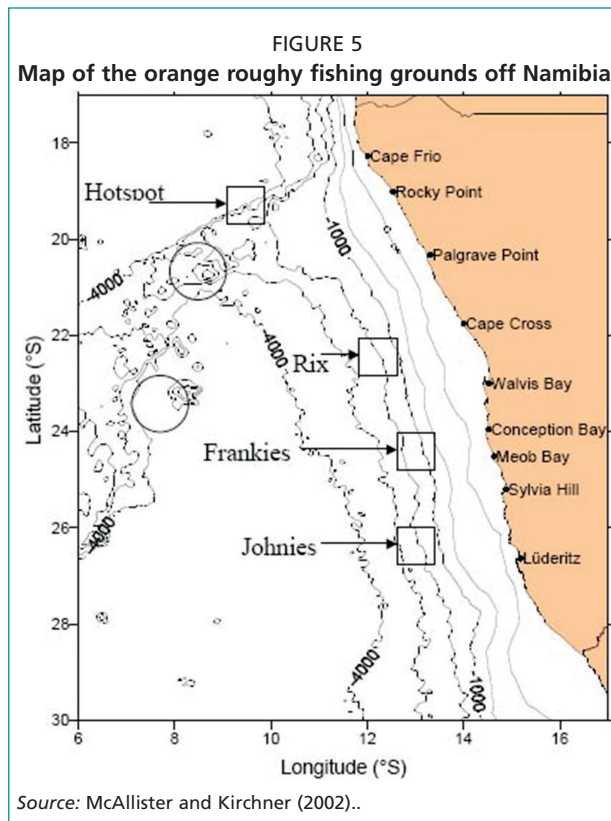 FIGURE 5
Map of the orange roughy fishing grounds off Namibia
18
20
22
24
26
28
30
Latitude (°S)
6
8
10
12
14
16
Longitude (°S)
Hotspot
Rix
Frankies
Johnies
Cape Frio
Rocky Point
Palgrave Point
Cape Cross
Walvis Bay
Conception Bay
Meob Bay
Sylvia Hill
Lüderitz
-1000
-4000
-4000
-4000
-4000
-1000
Source: McAllister and Kirchner (2002)..